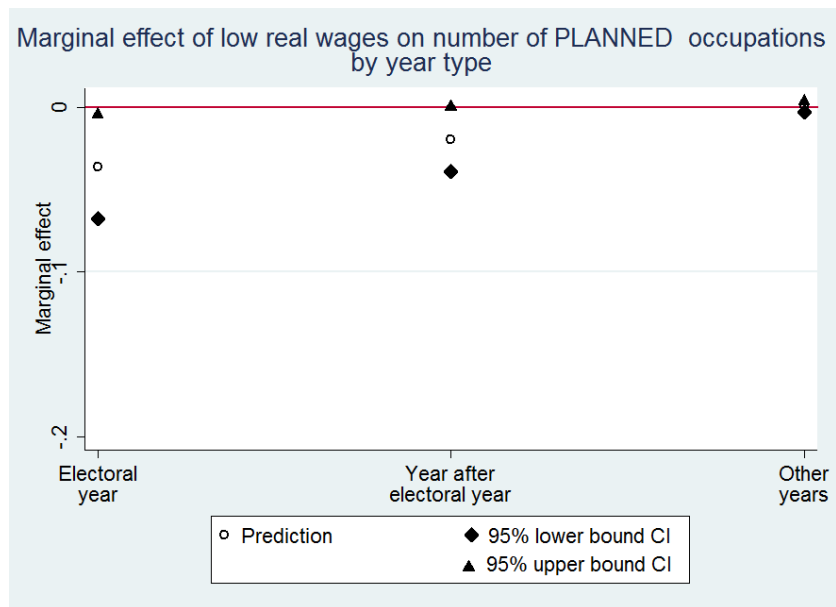 Marginal effect of low real wages on number of PLANNED occupations
by year type
Marginal effect
0
-.1
-.2
Electoral
year
Year after
electoral year
Other
years
Prediction
95% lower bound CI
95% upper bound CI